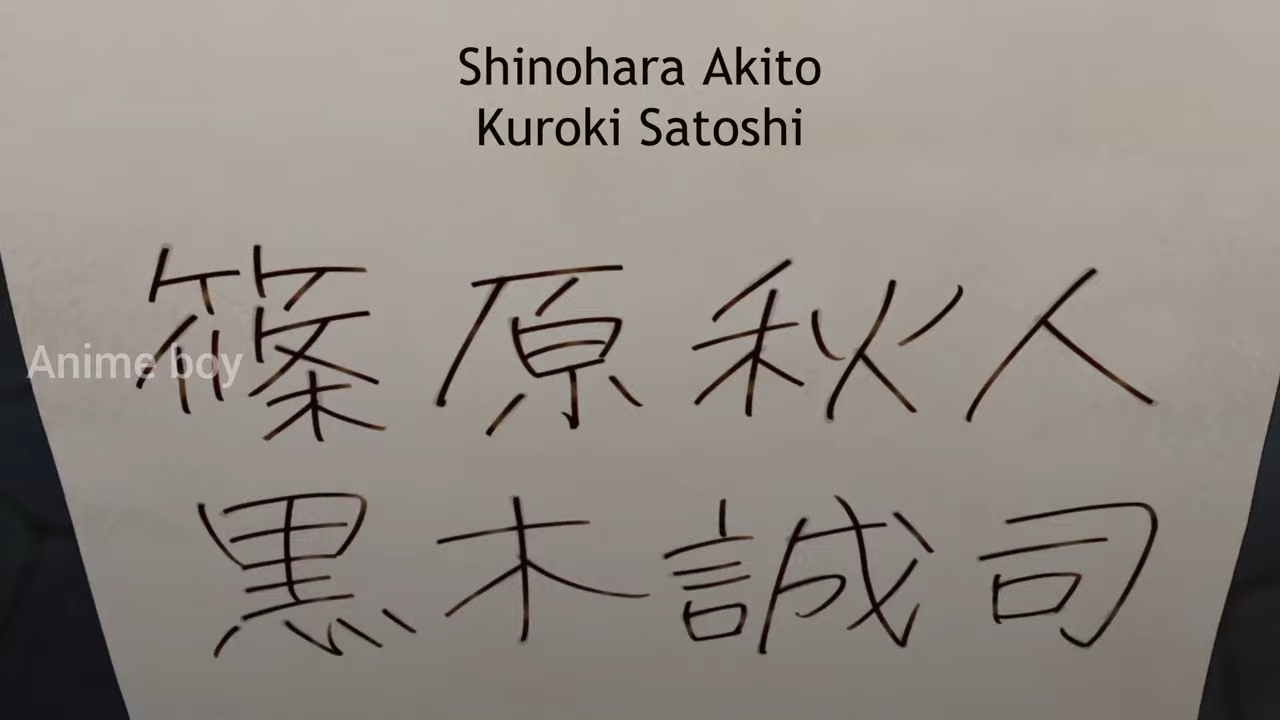 Shinohara Akito
Kuroki Satoshi
篠原秋人
Anime boy
黒木誠司